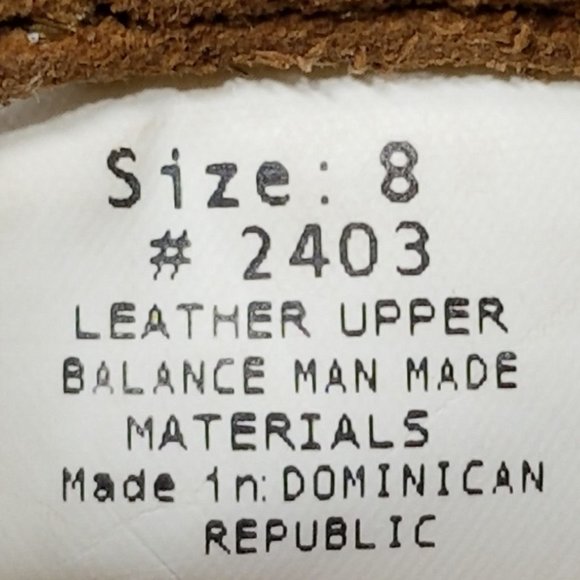 Size: 8
# 2403
LEATHER UPPER
BALANCE MAN MADE
MATERIALS
Made in: DOMINICAN
REPUBLIC